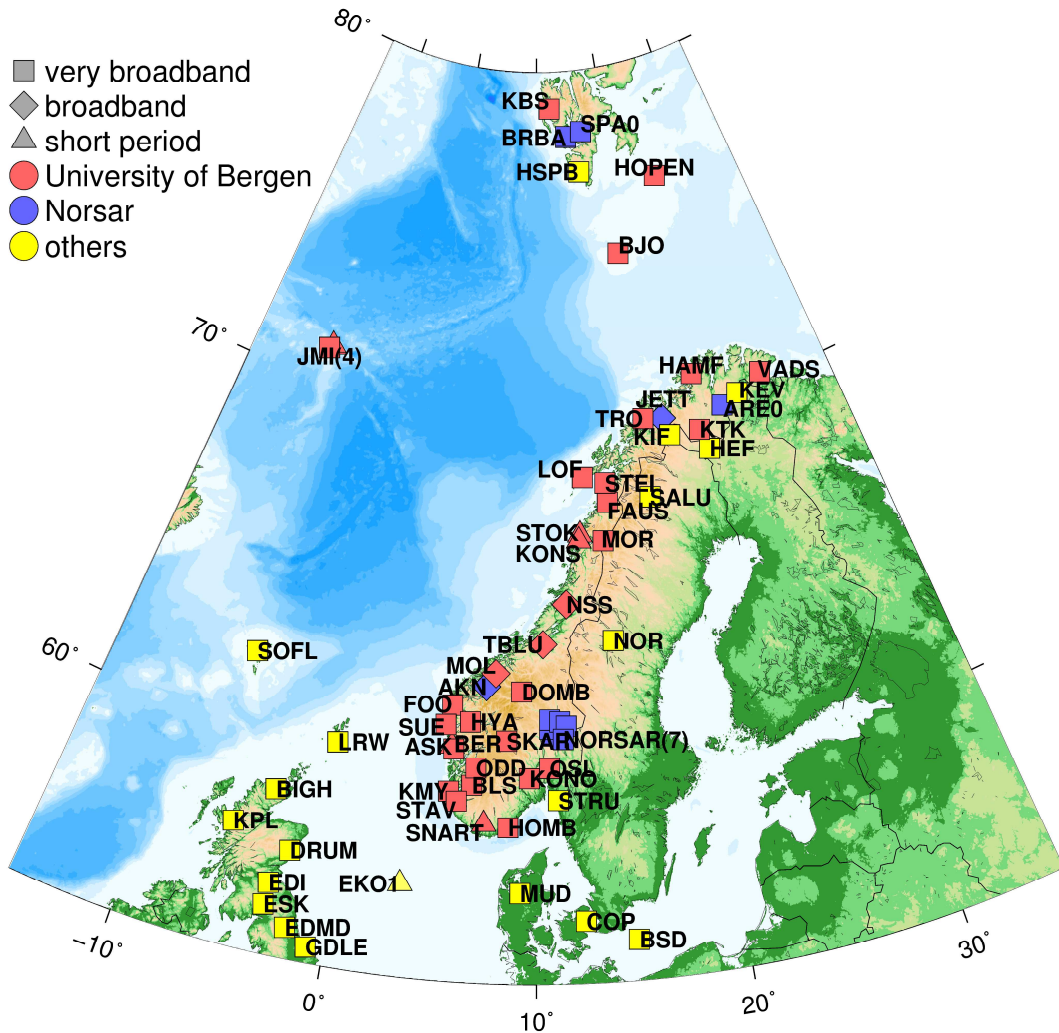 80°
very broadband
broadband
short period
University of Bergen
Norsar
others
KBS
SPA0
BRBA
HSPB
HOPEN
BJO
70°
JMI(4)
HAMF
VADS
KEV
JETT
ARE0
TRO
KTK
KIF
HEF
LOF
STEL
SALU
FAUS
STOK
MOR
KONS
NSS
60°
SOFL
TBLU
NOR
MOL
AKN
DOMB
FOO
SUE
HYA
LRW
ASK
BER
SKAR
NORSAR(7)
ODD
OSL
BIGH
BLS
KONO
KMY
STAV
STRU
KPL
SNART
HOMB
DRUM
EDI
EKO1
MUD
ESK
COP
EDMD
BSD
GDLE
−10°
0°
10°
20°
30°